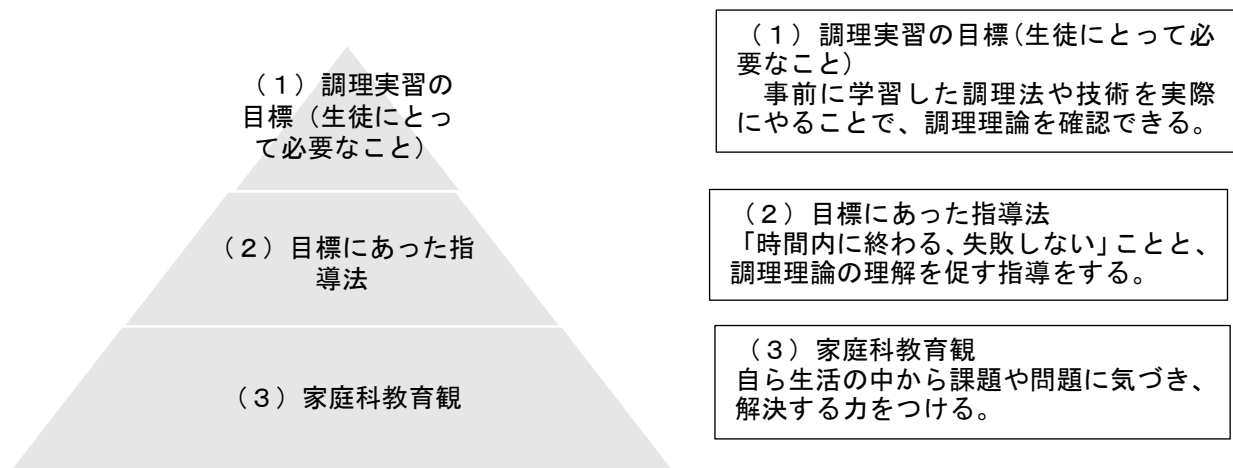 （１）調理実習の
目標（生徒にとっ
て必要なこと）
（２）目標にあった指
導法
（３）家庭科教育観
（１）調理実習の目標（生徒にとって必
要なこと）
　事前に学習した調理法や技術を実際
にやることで、調理理論を確認できる。
（２）目標にあった指導法
「時間内に終わる、失敗しない」ことと、
調理理論の理解を促す指導をする。
（３）家庭科教育観
自ら生活の中から課題や問題に気づき、
解決する力をつける。